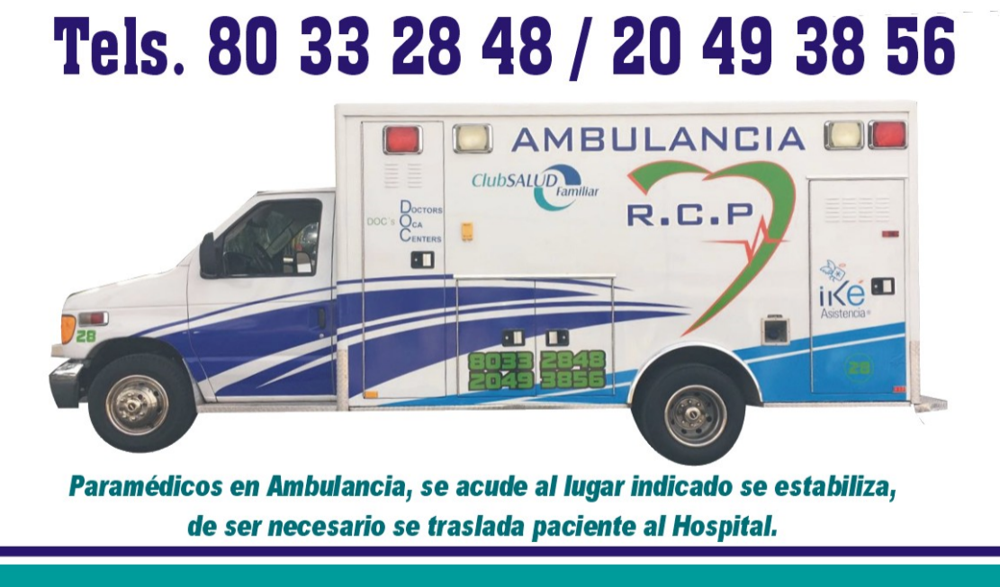 Tels. 80 33 28 48 / 20 49 38 56
AMBULANCIA
ClubSALUD
Familiar
R.C.P
DOC´s
DOCTORS
OCA
CENTERS
iKé
Asistencia
28
8033 2848
2049 3856
28
Paramédicos en Ambulancia, se acude al lugar indicado se estabiliza,
de ser necesario se traslada paciente al Hospital.